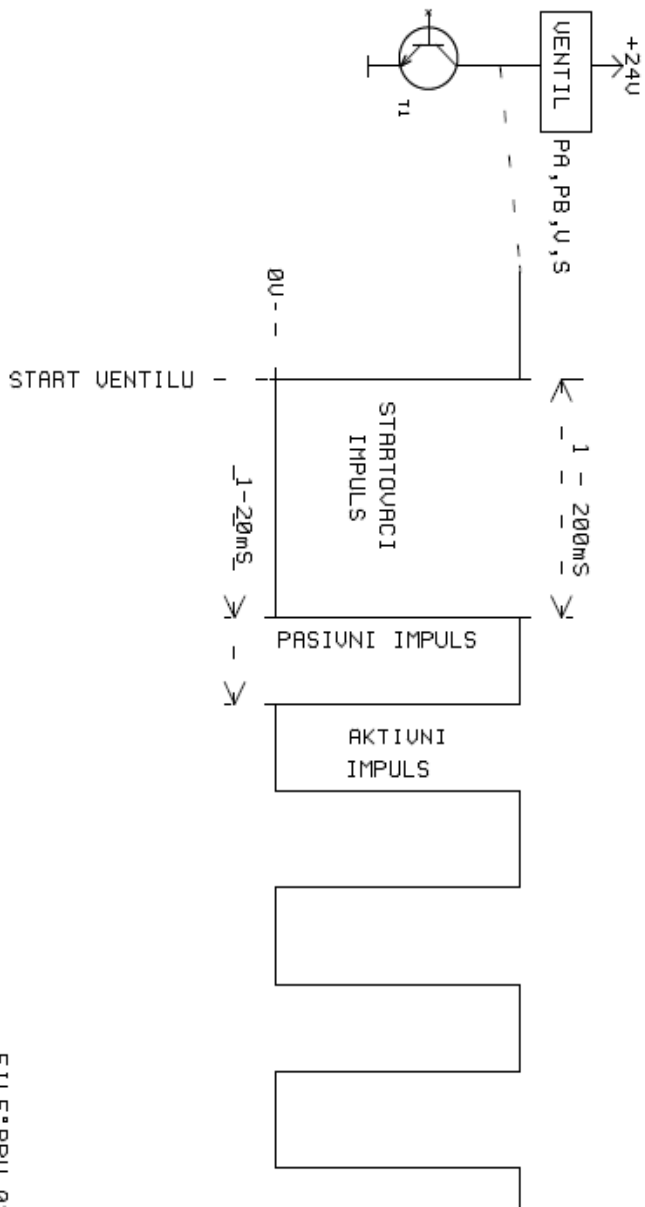 +24V
VENTIL
PA,PB,V,S
T1
0V
START VENTILU
STARTOVACI
IMPULS
1 - 200mS
1-20mS
PASIVNI IMPULS
AKTIVNI
IMPULS